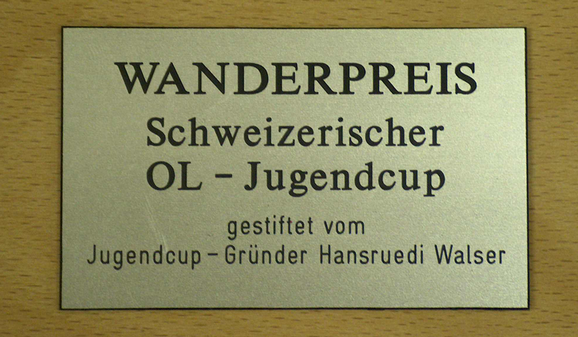 WANDERPREIS
Schweizerischer
OL - Jugendcup
gestiftet vom
Jugendcup - Gründer Hansruedi Walser